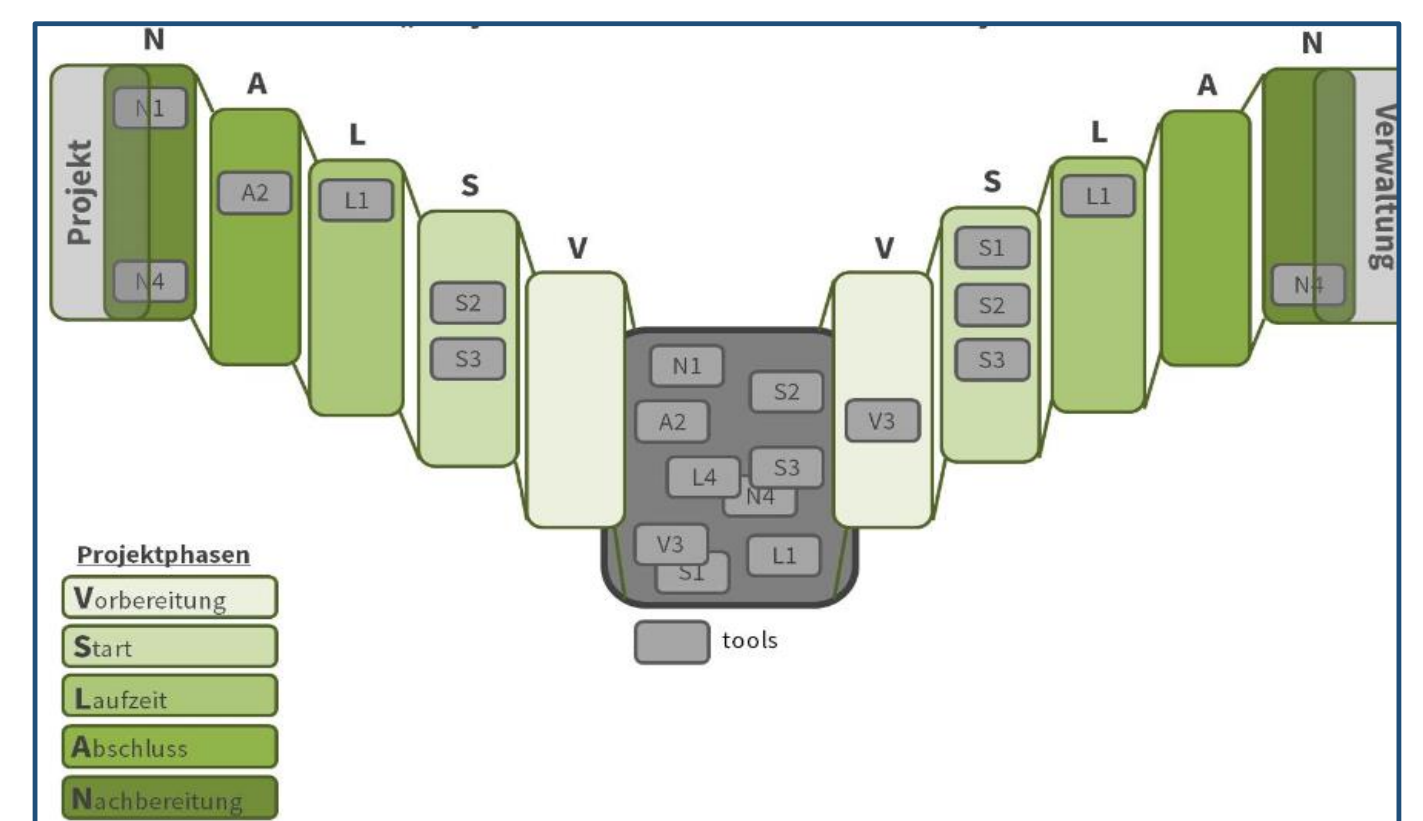 N
A
L
S
V
Projekt
N1
N4
A2
L1
S2
S3
N1
S2
A2
L4
S3
N4
V3
S1
L1
tools
V
S
L
A
N
V3
S1
S2
S3
L1
N4
Verwaltung
Projektphasen
Vorbereitung
Start
Laufzeit
Abschluss
Nachbereitung